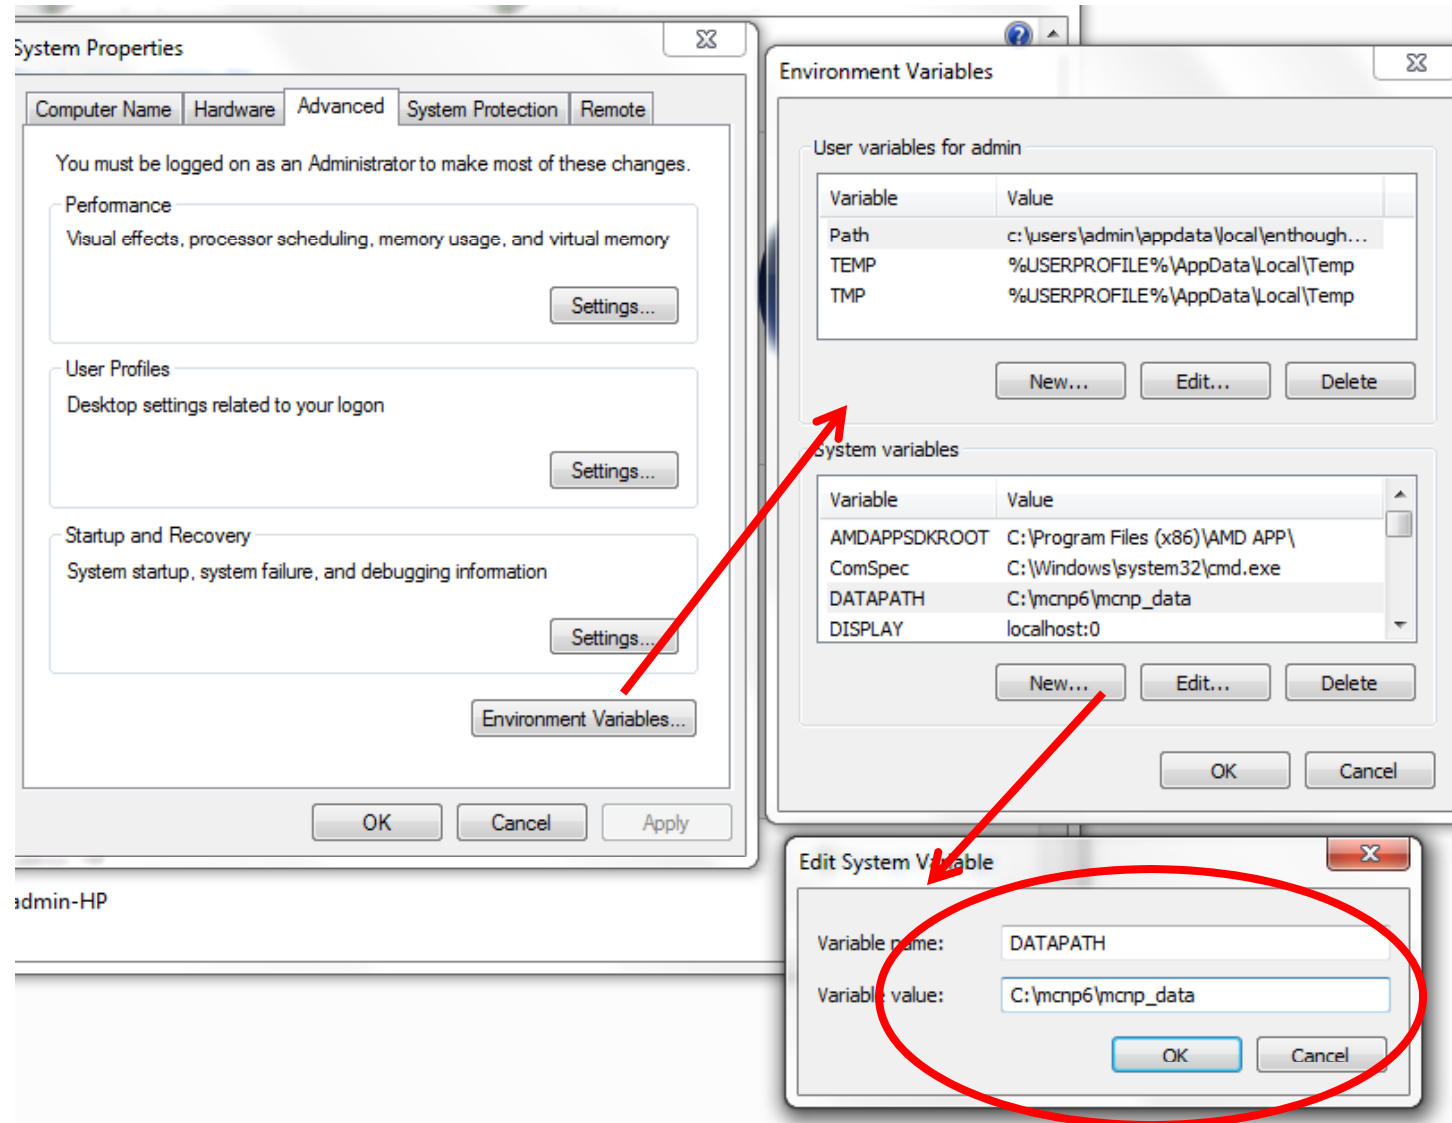 System Properties
Computer Name Hardware Advanced System Protection Remote
You must be logged on as an Administrator to make most of these changes.
Performance
Visual effects, processor scheduling, memory usage, and virtual memory
Settings...
User Profiles
Desktop settings related to your logon
Settings...
Startup and Recovery
System startup, system failure, and debugging information
Settings...
Environment Variables...
OK Cancel Apply
admin-HP
Environment Variables
User variables for admin
Variable Value
Path c:\users\admin\appdata\local\enthough...
TEMP %USERPROFILE%\AppData\Local\Temp
TMP %USERPROFILE%\AppData\Local\Temp
New... Edit... Delete
System variables
Variable Value
AMDAPPSDKROOT C:\Program Files (x86)\AMD APP\
ComSpec C:\Windows\system32\cmd.exe
DATAPATH C:\mcnp6\mcnp_data
DISPLAY localhost:0
New... Edit... Delete
OK Cancel
Edit System Variable
Variable name: DATAPATH
Variable value: C:\mcnp6\mcnp_data
OK Cancel